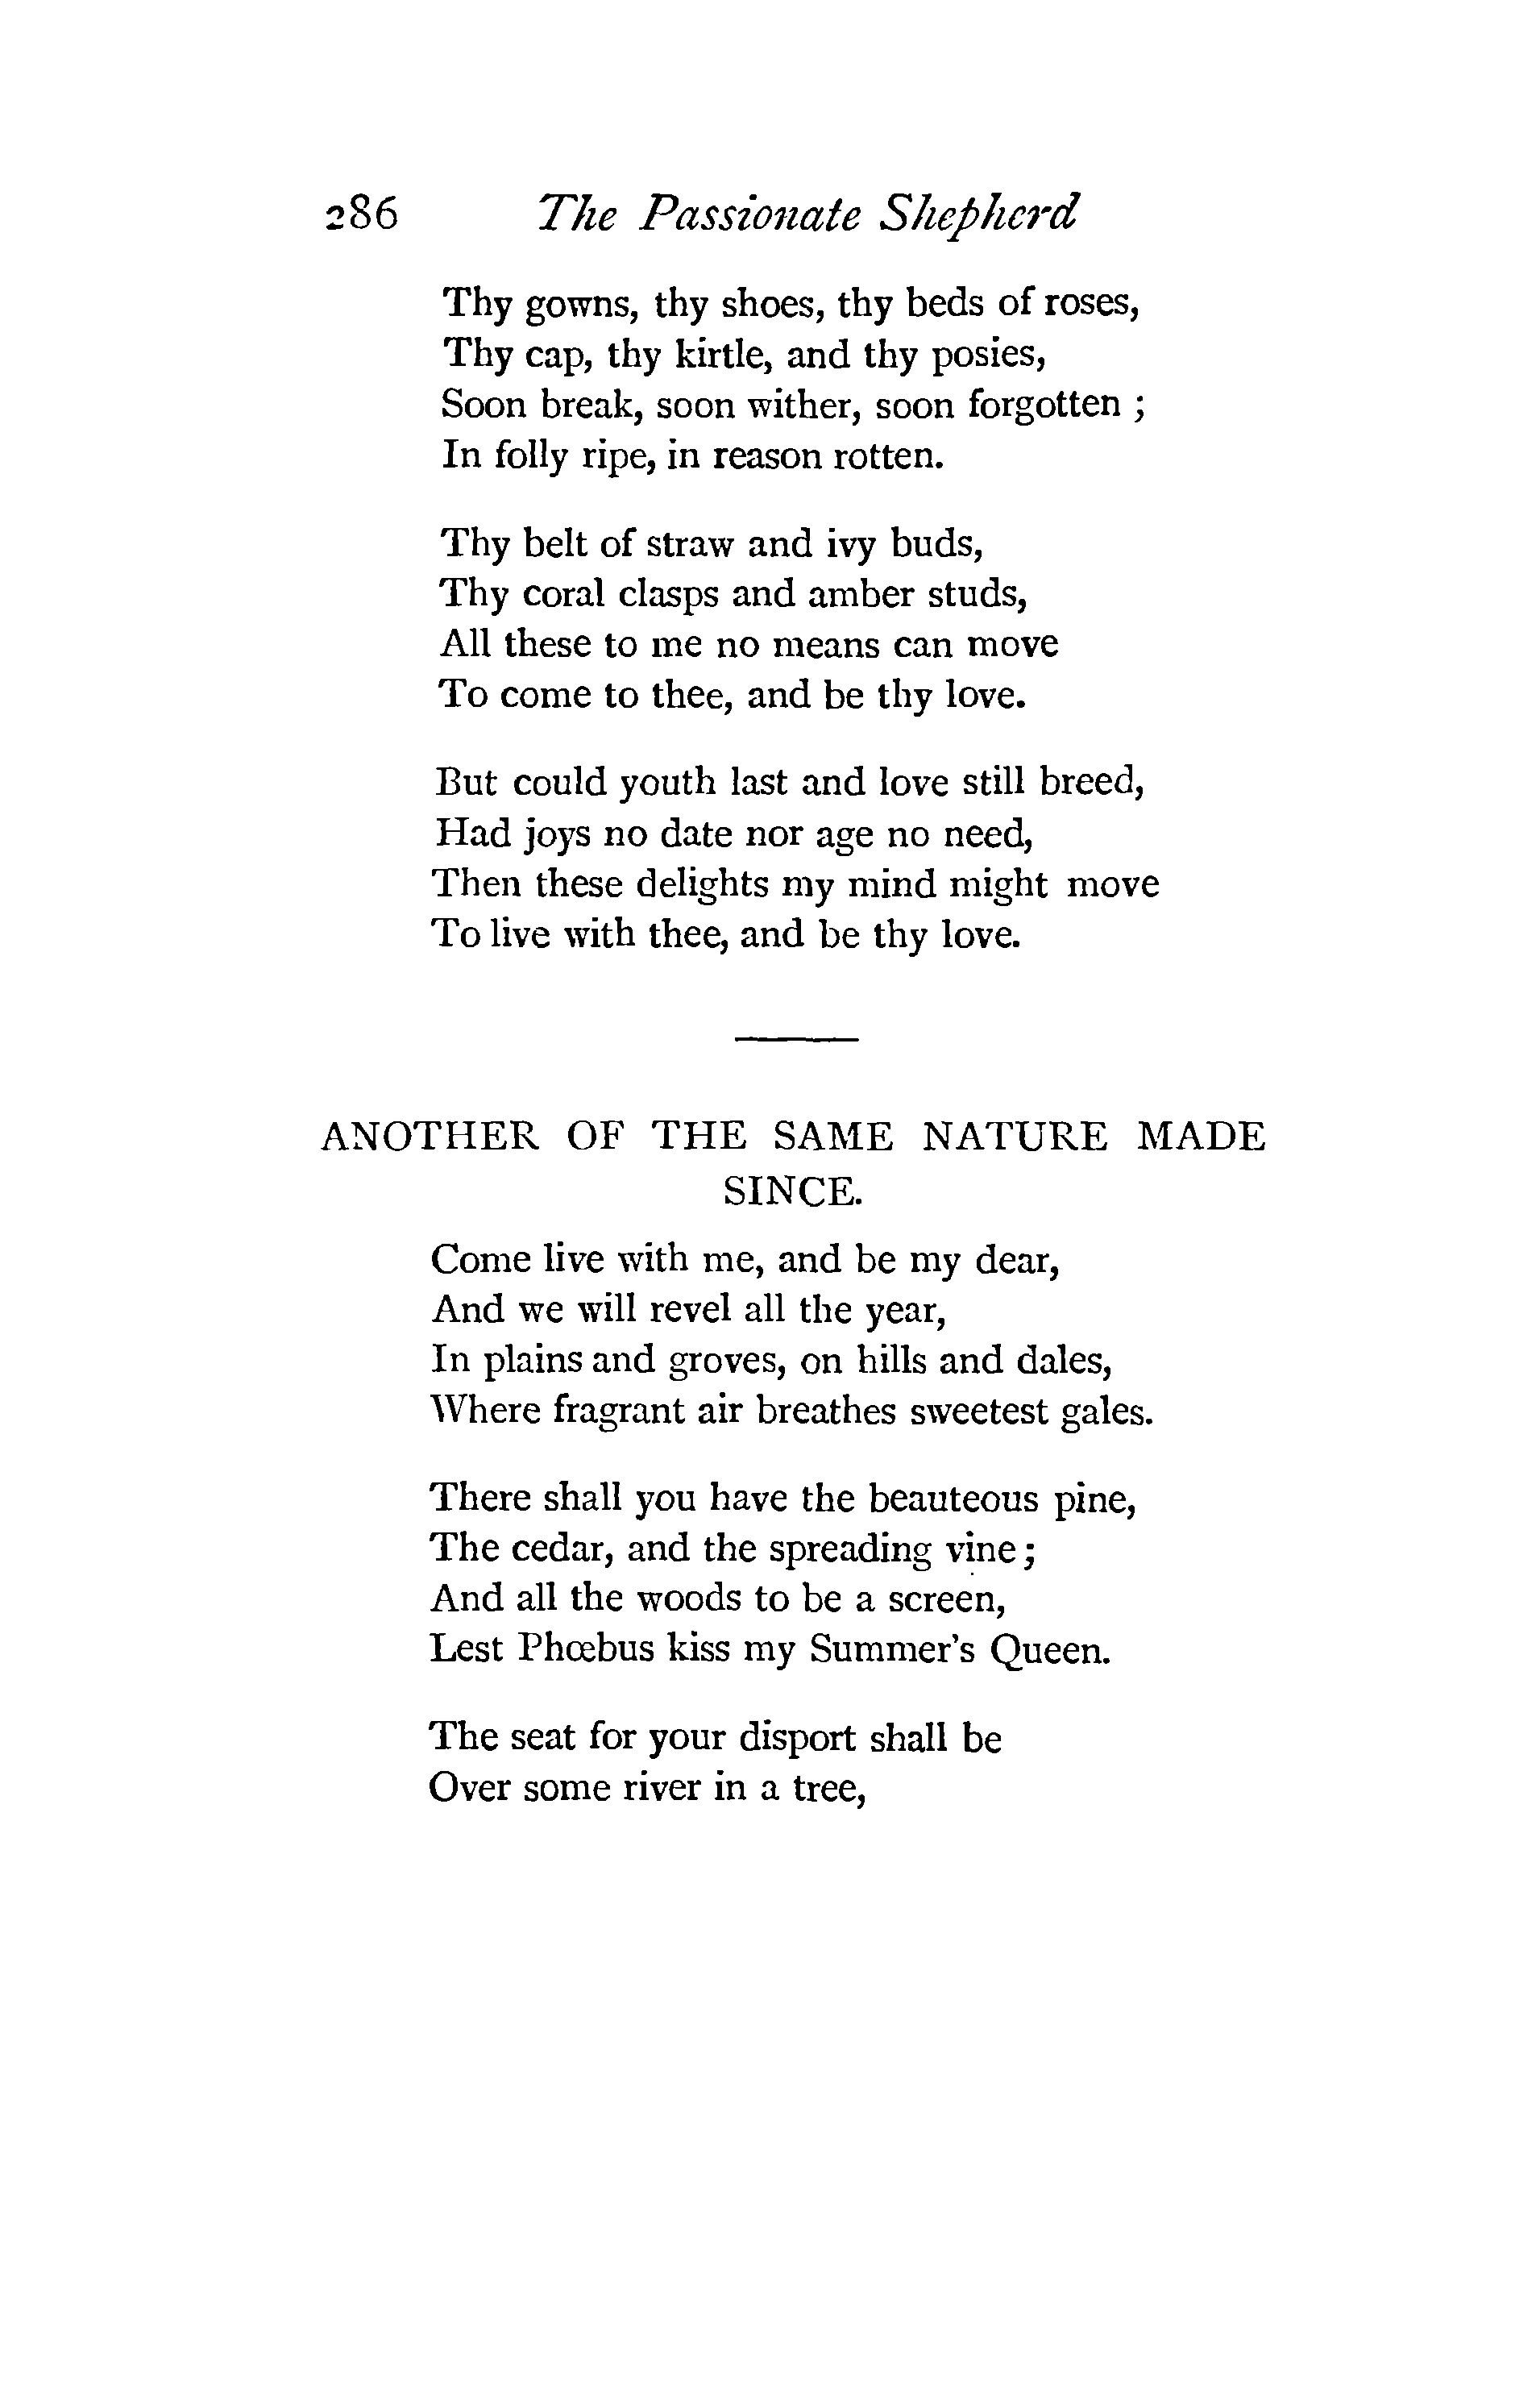 286 The Passionate Shepherd
Thy gowns, thy shoes, thy beds of roses,
Thy cap, thy kirtle, and thy posies,
Soon break, soon wither, soon forgotten ;
In folly ripe, in reason rotten.
Thy belt of straw and ivy buds,
Thy coral clasps and amber studs,
All these to me no means can move
To come to thee, and be thy love.
But could youth last and love still breed,
Had joys no date nor age no need,
Then these delights my mind might move
To live with thee, and be thy love.
ANOTHER OF THE SAME NATURE MADE
SINCE.
Come live with me, and be my dear,
And we will revel all the year,
In plains and groves, on hills and dales,
Where fragrant air breathes sweetest gales.
There shall you have the beauteous pine,
The cedar, and the spreading vine ;
And all the woods to be a screen,
Lest Phœbus kiss my Summer's Queen.
The seat for your disport shall be
Over some river in a tree,